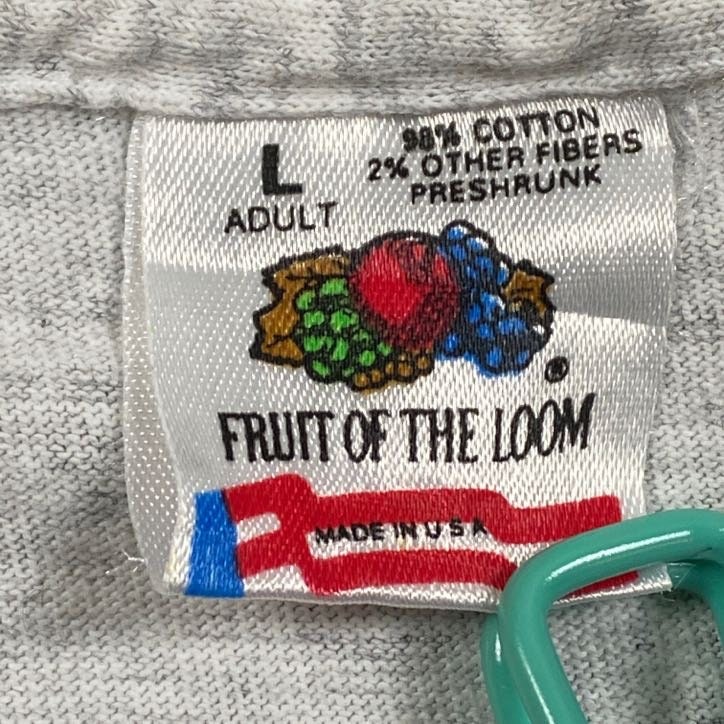 L
ADULT
98% COTTON
2% OTHER FIBERS
PRESHRUNK
®
FRUIT OF THE LOOM
MADE IN U S A